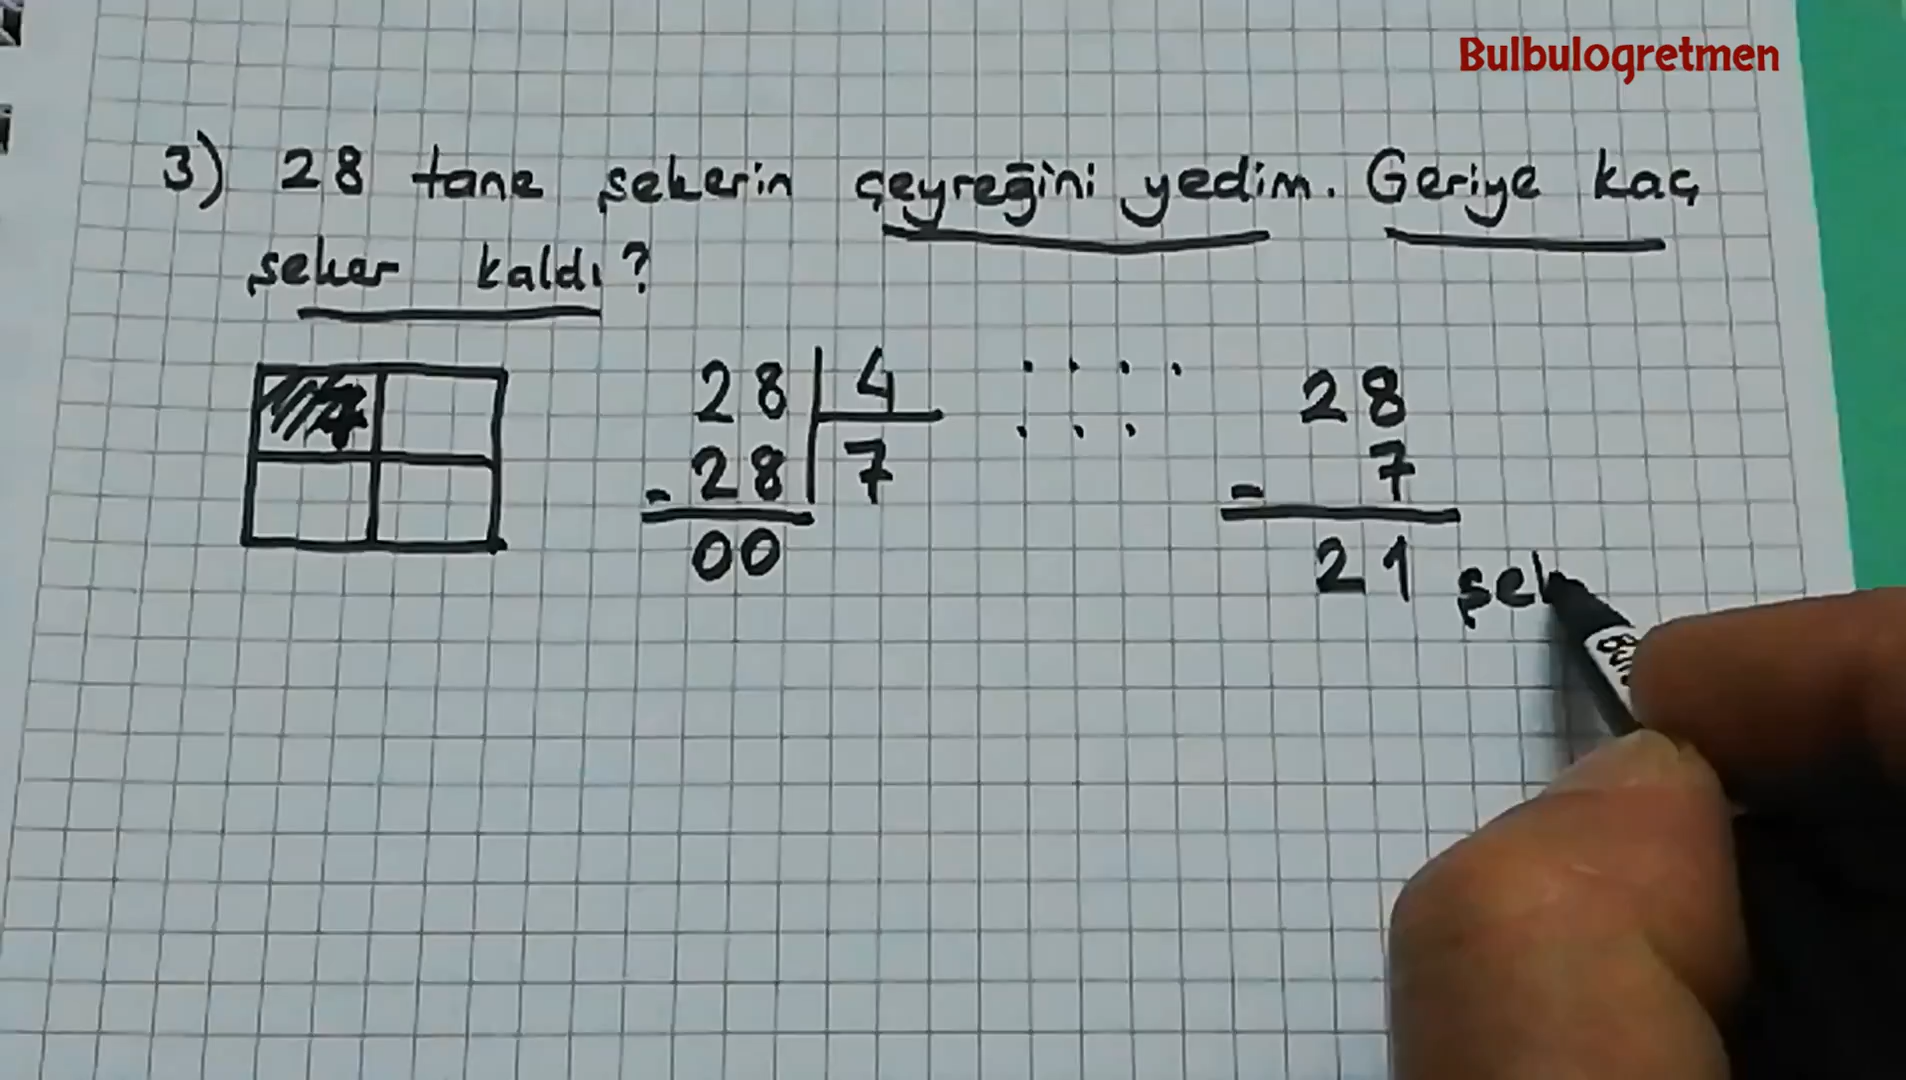 Bulbulogretmen
3) 28 tane şekerin çeyreğini yedim. Geriye kaç
şeker kaldı?
28 4
- 28 7
00
28
- 7
21 şek